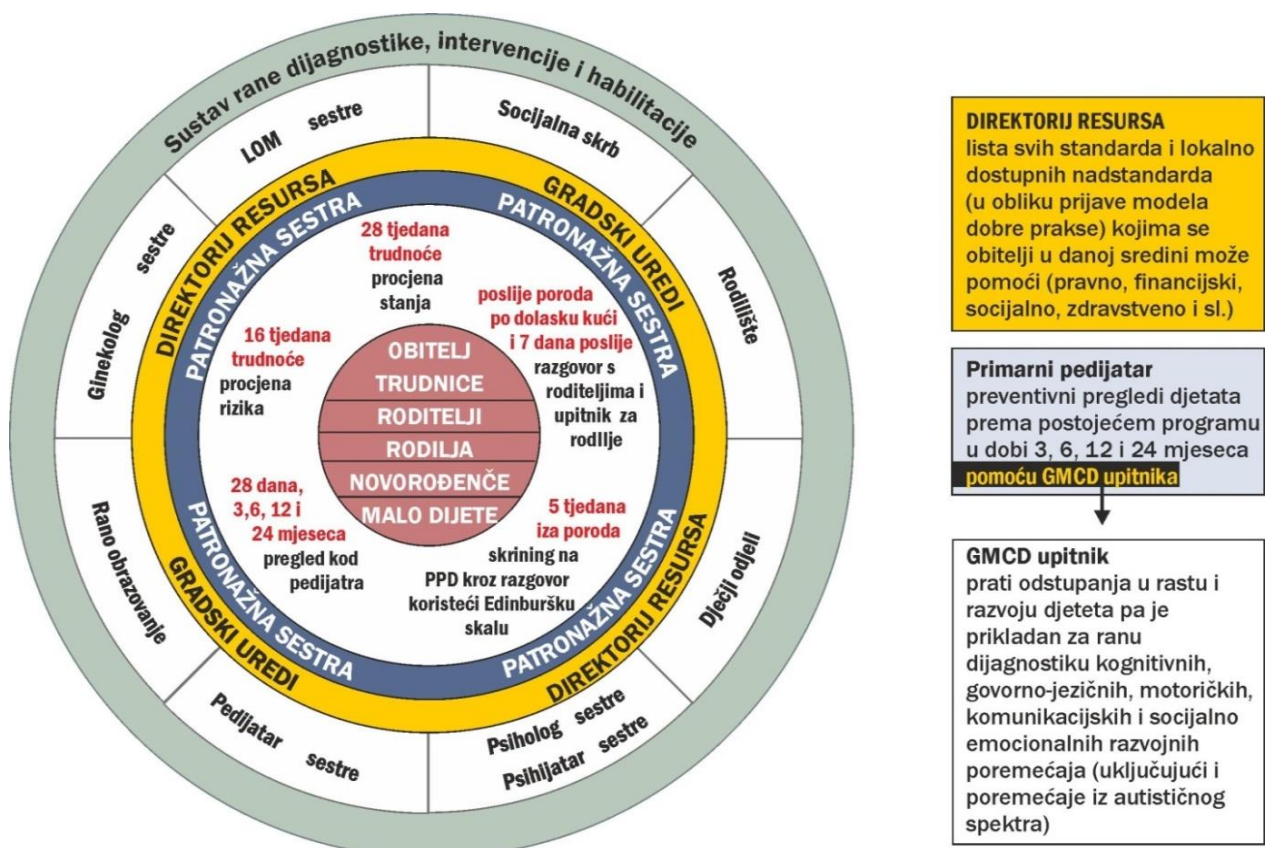 Sustav rane dijagnostike, intervencije i habilitacije
LOM sestre
Socijalna skrb
Ginekolog sestre
Rodilište
Rano obrazovanje
Dječji odjeli
Pedijatar sestre
Psiholog sestre
Psihijatar sestre
DIREKTORIJ RESURSA
GRADSKI UREDI
GRADSKI UREDI
DIREKTORIJ RESURSA
PATRONAŽNA SESTRA
PATRONAŽNA SESTRA
PATRONAŽNA SESTRA
PATRONAŽNA SESTRA
28 tjedana
trudnoće
procjena
stanja
poslije poroda
po dolasku kući
i 7 dana poslije
razgovor s
roditeljima i
upitnik za
rodIlje
16 tjedana
trudnoće
procjena
rizika
OBITELJ
TRUDNICE
RODITELJI
RODILJA
NOVOROĐENČE
MALO DIJETE
28 dana,
3,6, 12 i
24 mjeseca
pregled kod
pedijatra
5 tjedana
iza poroda
skrining na
PPD kroz razgovor
koristeći Edinburšku
skalu
DIREKTORIJ RESURSA
lista svih standarda i lokalno
dostupnih nadstandarda
(u obliku prijave modela
dobre prakse) kojima se
obitelji u danoj sredini može
pomoći (pravno, financijski,
socijalno, zdravstveno i sl.)
Primarni pedijatar
preventivni pregledi djetata
prema postojećem programu
u dobi 3, 6, 12 i 24 mjeseca
pomoću GMCD upitnika
GMCD upitnik
prati odstupanja u rastu i
razvoju djeteta pa je
prikladan za ranu
dijagnostiku kognitivnih,
govorno-jezičnih, motoričkih,
komunikacijskih i socijalno
emocionalnih razvojnih
poremećaja (uključujući i
poremećaje iz autističnog
spektra)